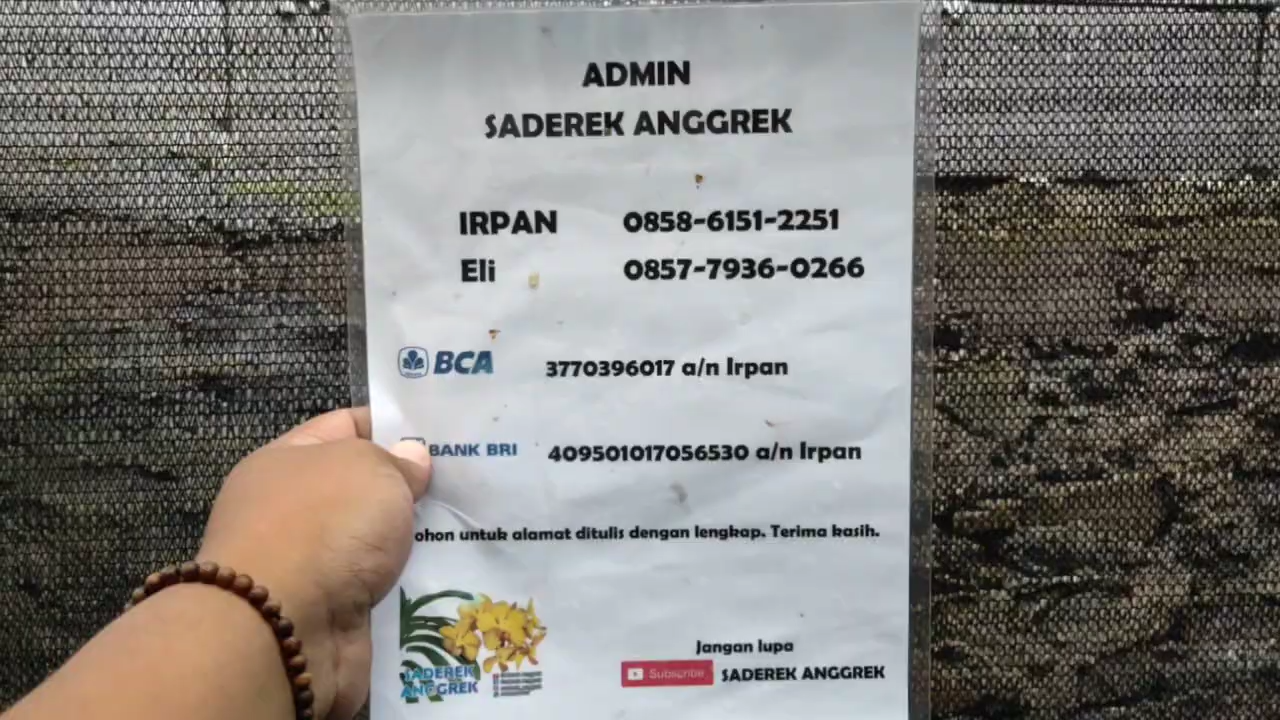 ADMIN
SADEREK ANGGREK
IRPAN 0858-6151-2251
Eli 0857-7936-0266
BCA 3770396017 a/n Irpan
BANK BRI 409501017056530 a/n Irpan
ohon untuk alamat ditulis dengan lengkap. Terima kasih.
Jangan lupa
Subscribe SADEREK ANGGREK
SADEREK
ANGGREK